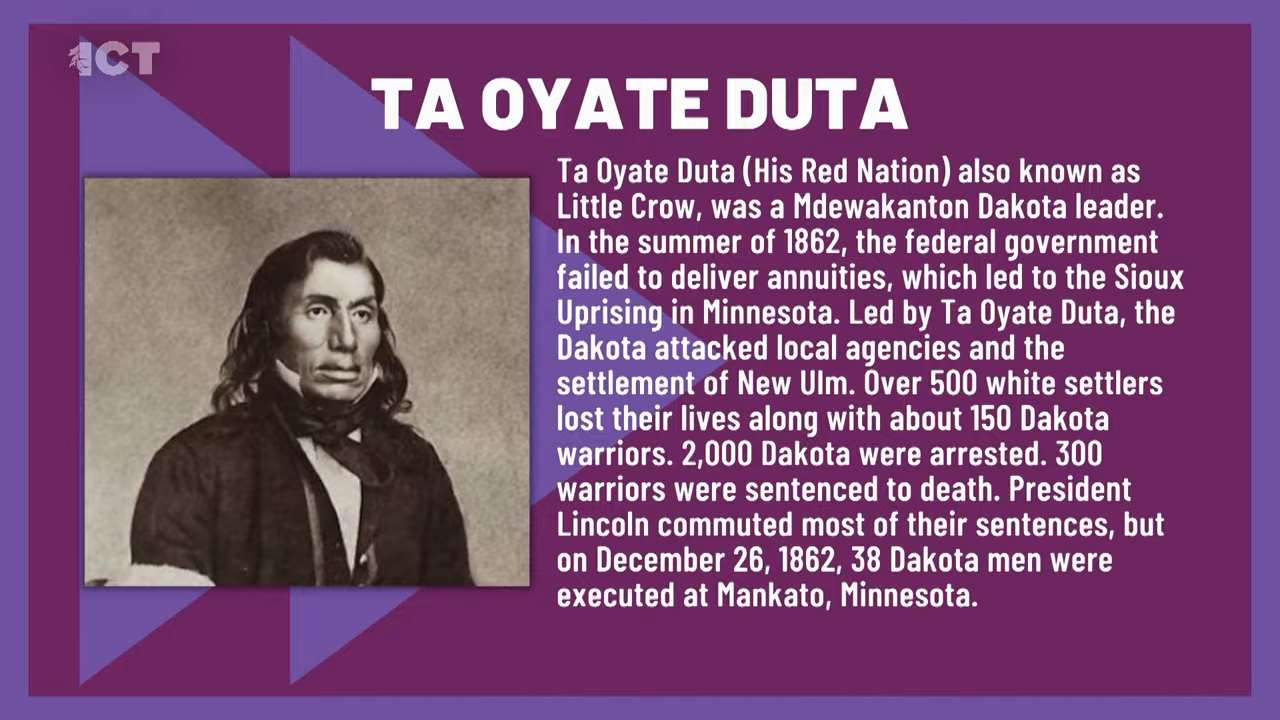 ICT
TA OYATE DUTA
Ta Oyate Duta (His Red Nation) also known as
Little Crow, was a Mdewakanton Dakota leader.
In the summer of 1862, the federal government
failed to deliver annuities, which led to the Sioux
Uprising in Minnesota. Led by Ta Oyate Duta, the
Dakota attacked local agencies and the
settlement of New Ulm. Over 500 white settlers
lost their lives along with about 150 Dakota
warriors. 2,000 Dakota were arrested. 300
warriors were sentenced to death. President
Lincoln commuted most of their sentences, but
on December 26, 1862, 38 Dakota men were
executed at Mankato, Minnesota.